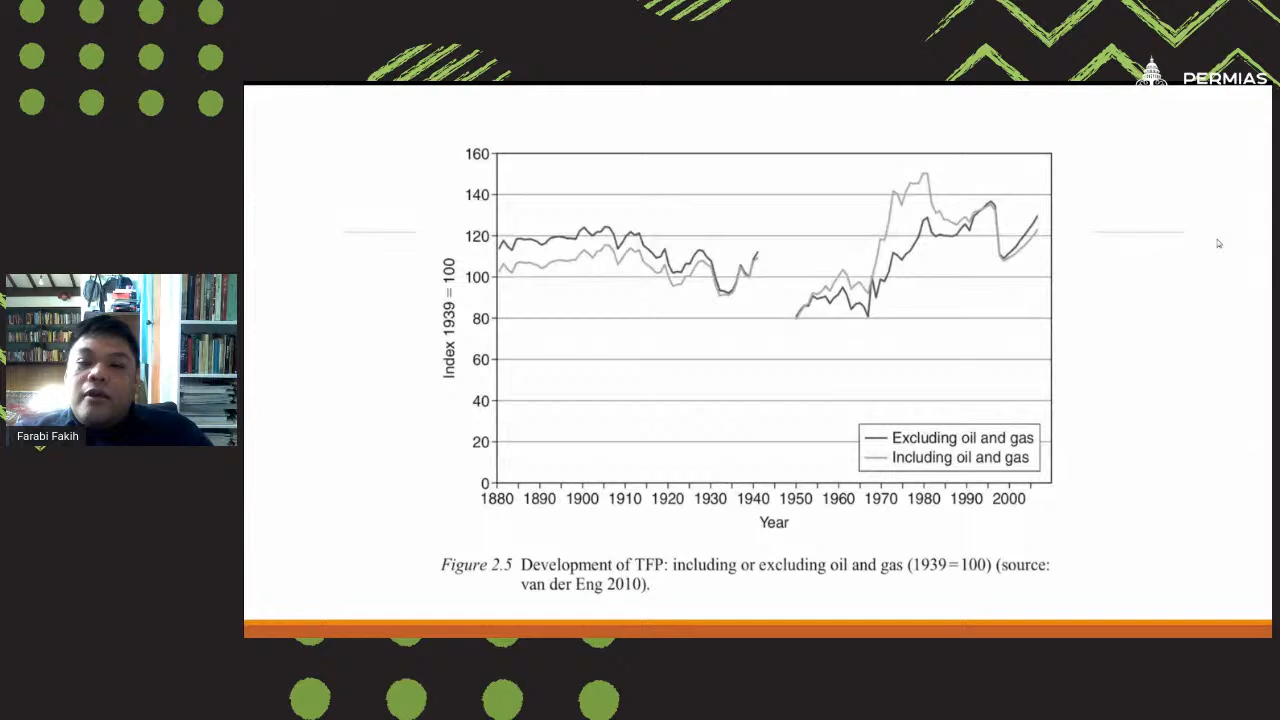 PERMIAS
160
140
120
100
80
60
40
20
0
Index 1939 = 100
Excluding oil and gas
Including oil and gas
1880 1890 1900 1910 1920 1930 1940 1950 1960 1970 1980 1990 2000
Year
Farabi Fakih
Figure 2.5 Development of TFP: including or excluding oil and gas (1939=100) (source:
van der Eng 2010).